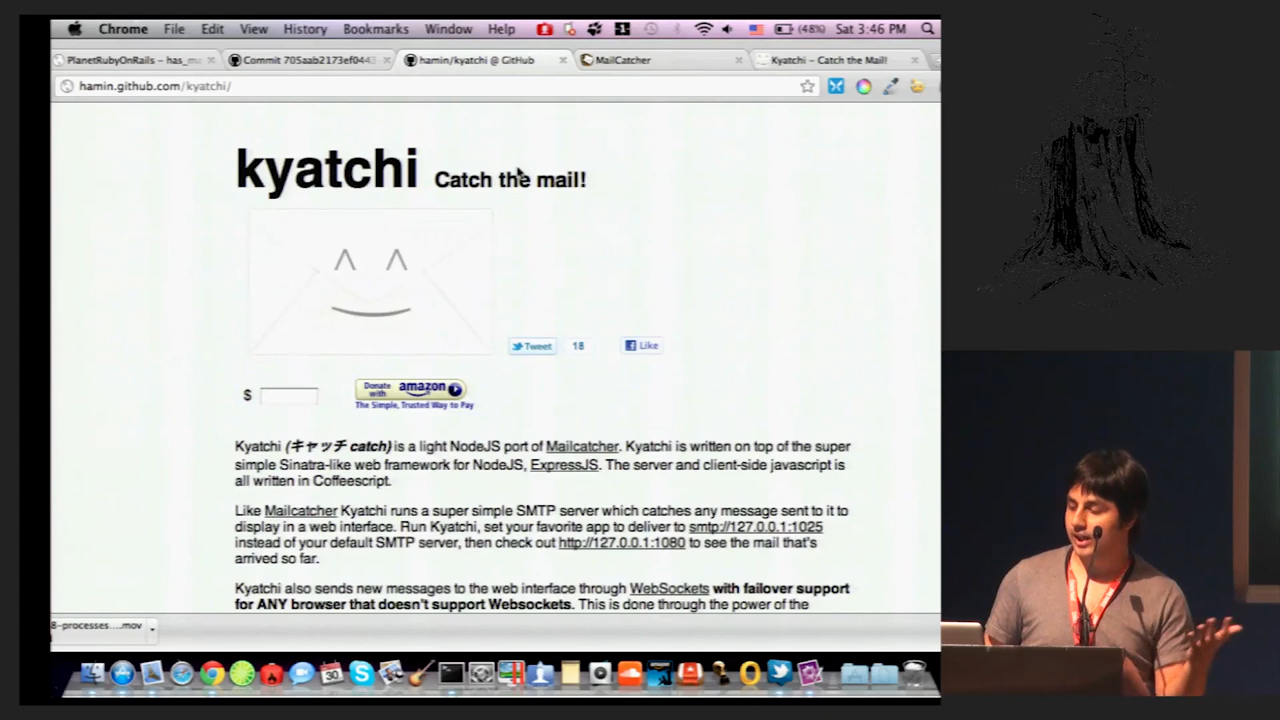 Chrome File Edit View History Bookmarks Window Help (48%) Sat 3:46 PM
PlanetRubyOnRails – has_ma Commit 705aab2173ef0443 hamin/kyatchi @ GitHub MailCatcher Kyatchi – Catch the Mail!
hamin.github.com/kyatchi/
kyatchi Catch the mail!
Tweet 18 Like
$ Donate with amazon
The Simple, Trusted Way to Pay
Kyatchi (キャッチ catch) is a light NodeJS port of Mailcatcher. Kyatchi is written on top of the super
simple Sinatra-like web framework for NodeJS, ExpressJS. The server and client-side javascript is
all written in Coffeescript.
Like Mailcatcher Kyatchi runs a super simple SMTP server which catches any message sent to it to
display in a web interface. Run Kyatchi, set your favorite app to deliver to smtp://127.0.0.1:1025
instead of your default SMTP server, then check out http://127.0.0.1:1080 to see the mail that's
arrived so far.
Kyatchi also sends new messages to the web interface through WebSockets with failover support
for ANY browser that doesn't support Websockets. This is done through the power of the
8-processes....mov